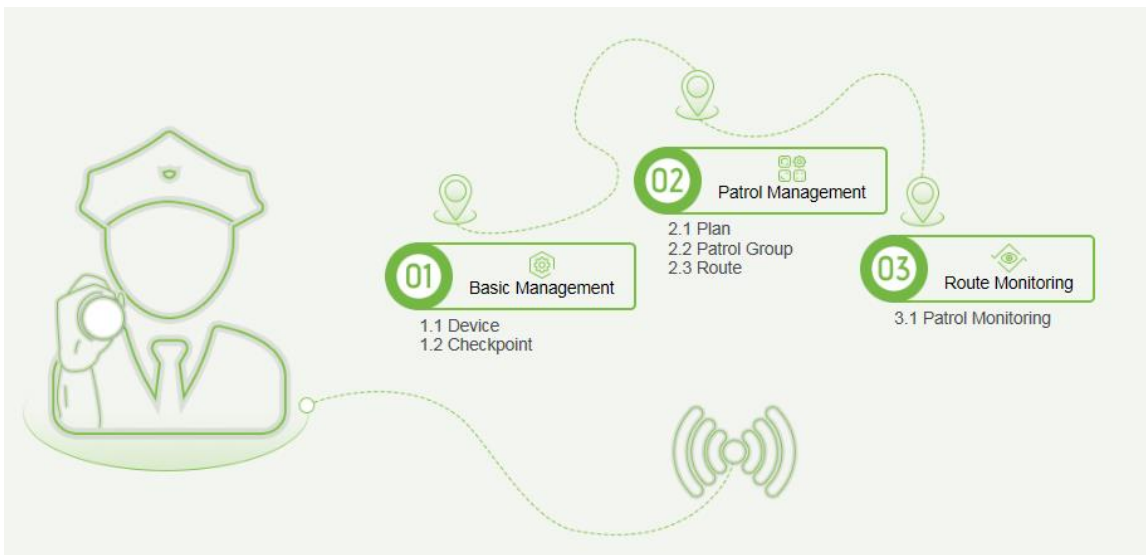 01
Basic Management
1.1 Device
1.2 Checkpoint
02
Patrol Management
2.1 Plan
2.2 Patrol Group
2.3 Route
03
Route Monitoring
3.1 Patrol Monitoring